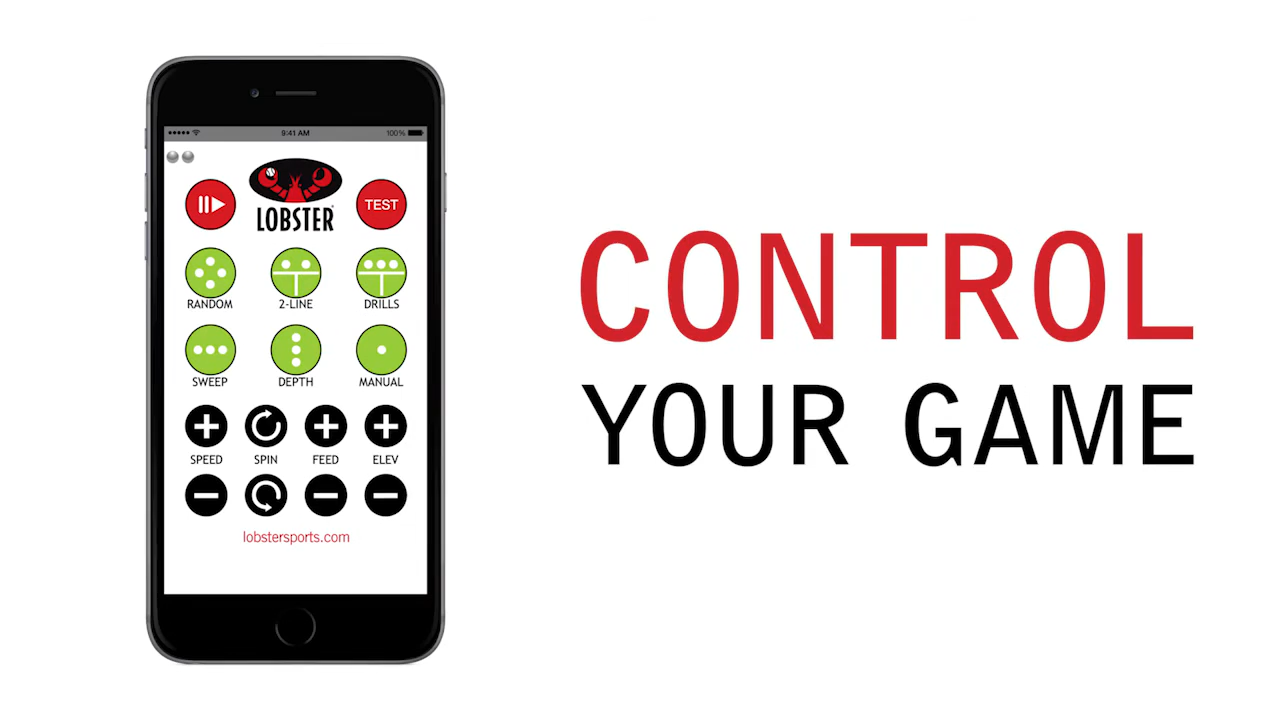 9:41 AM
100%
LOBSTER
TEST
RANDOM
2-LINE
DRILLS
SWEEP
DEPTH
MANUAL
SPEED
SPIN
FEED
ELEV
lobstersports.com
CONTROL
YOUR GAME